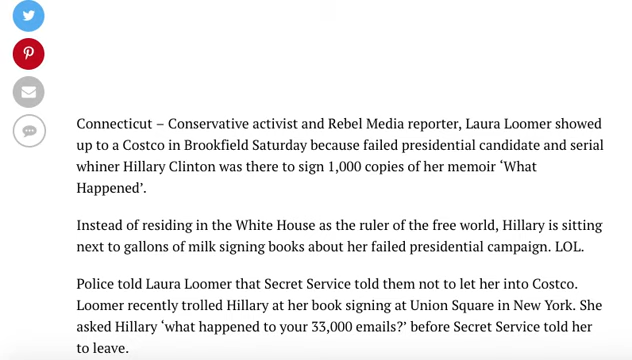 Connecticut – Conservative activist and Rebel Media reporter, Laura Loomer showed
up to a Costco in Brookfield Saturday because failed presidential candidate and serial
whiner Hillary Clinton was there to sign 1,000 copies of her memoir ‘What
Happened’.
Instead of residing in the White House as the ruler of the free world, Hillary is sitting
next to gallons of milk signing books about her failed presidential campaign. LOL.
Police told Laura Loomer that Secret Service told them not to let her into Costco.
Loomer recently trolled Hillary at her book signing at Union Square in New York. She
asked Hillary ‘what happened to your 33,000 emails?’ before Secret Service told her
to leave.